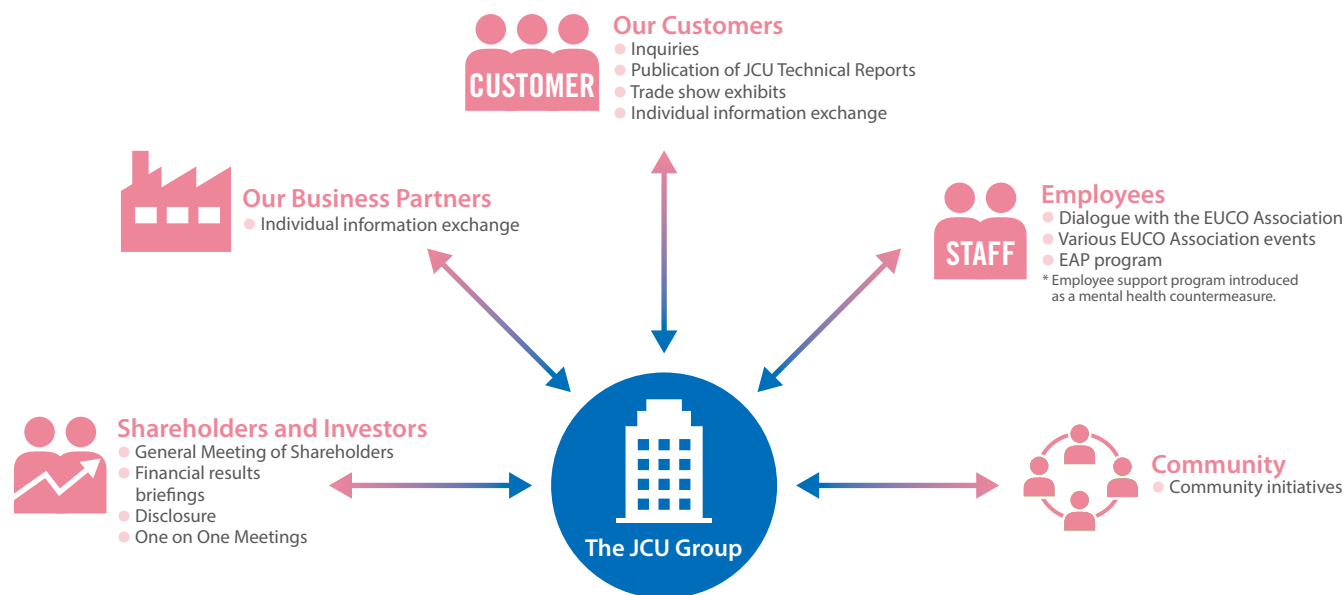 Our Customers
Inquiries
Publication of JCU Technical Reports
Trade show exhibits
Individual information exchange
CUSTOMER
Our Business Partners
Individual information exchange
Employees
Dialogue with the EUCO Association
Various EUCO Association events
EAP program
* Employee support program introduced
as a mental health countermeasure.
STAFF
Shareholders and Investors
General Meeting of Shareholders
Financial results
briefings
Disclosure
One on One Meetings
Community
Community initiatives
The JCU Group